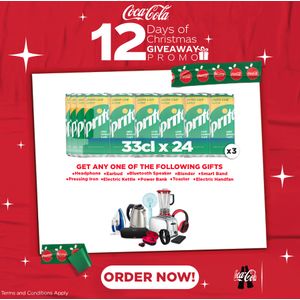 Coca-Cola
12 Days of
Christmas
GIVEAWAY
PROMO
33cl x 24
x3
GET ANY ONE OF THE FOLLOWING GIFTS
•Headphone •Earbud •Bluetooth Speaker •Blender •Smart Band
•Pressing Iron •Electric Kettle •Power Bank •Toaster •Electric Handfan
ORDER NOW!
Coca-Cola
Terms and Conditions Apply